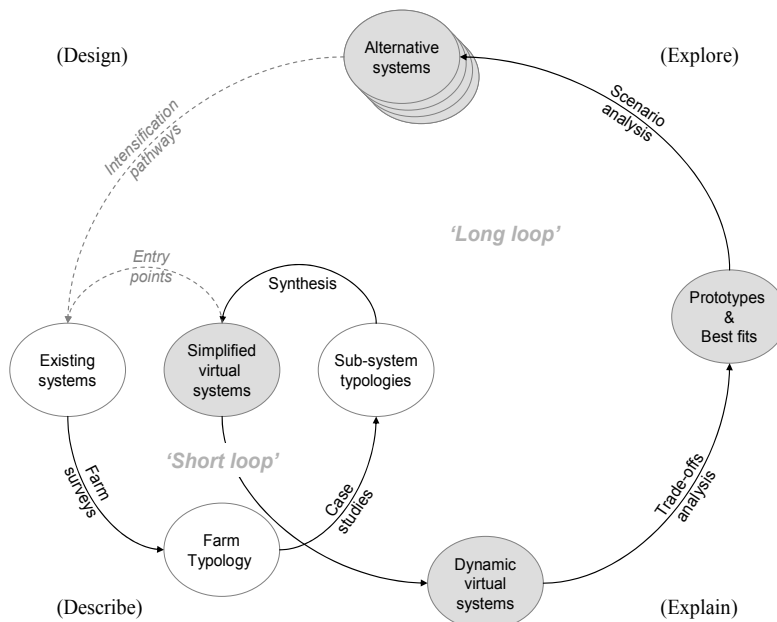 (Design)
Alternative
systems
(Explore)
Intensification
pathways
Scenario
analysis
‘Long loop’
Entry
points
Synthesis
Prototypes
&
Best fits
Existing
systems
Simplified
virtual
systems
Sub-system
typologies
‘Short loop’
Farm
surveys
Case
studies
Trade-offs
analysis
Farm
Typology
Dynamic
virtual
systems
(Describe)
(Explain)